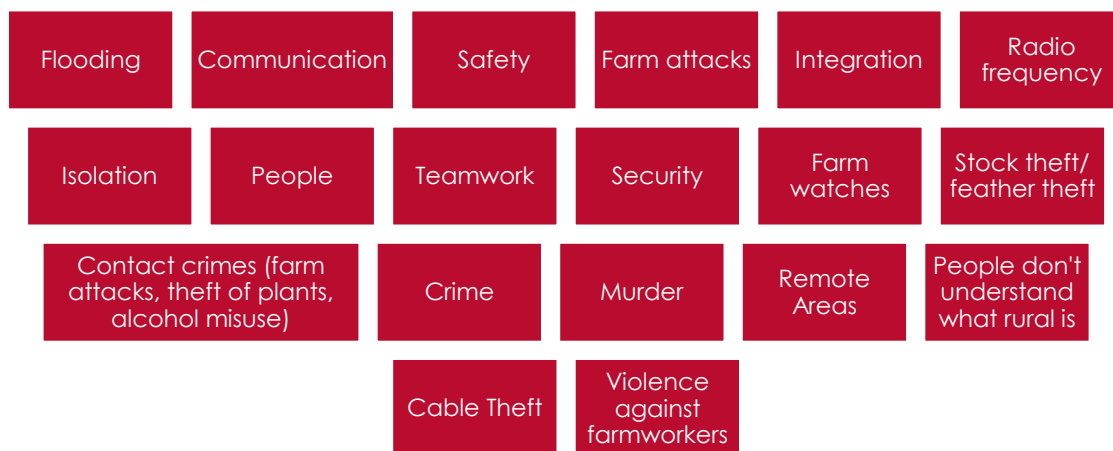 Flooding
Communication
Safety
Farm attacks
Integration
Radio
frequency
Isolation
People
Teamwork
Security
Farm
watches
Stock theft/
feather theft
Contact crimes (farm
attacks, theft of plants,
alcohol misuse)
Crime
Murder
Remote
Areas
People don't
understand
what rural is
Cable Theft
Violence
against
farmworkers